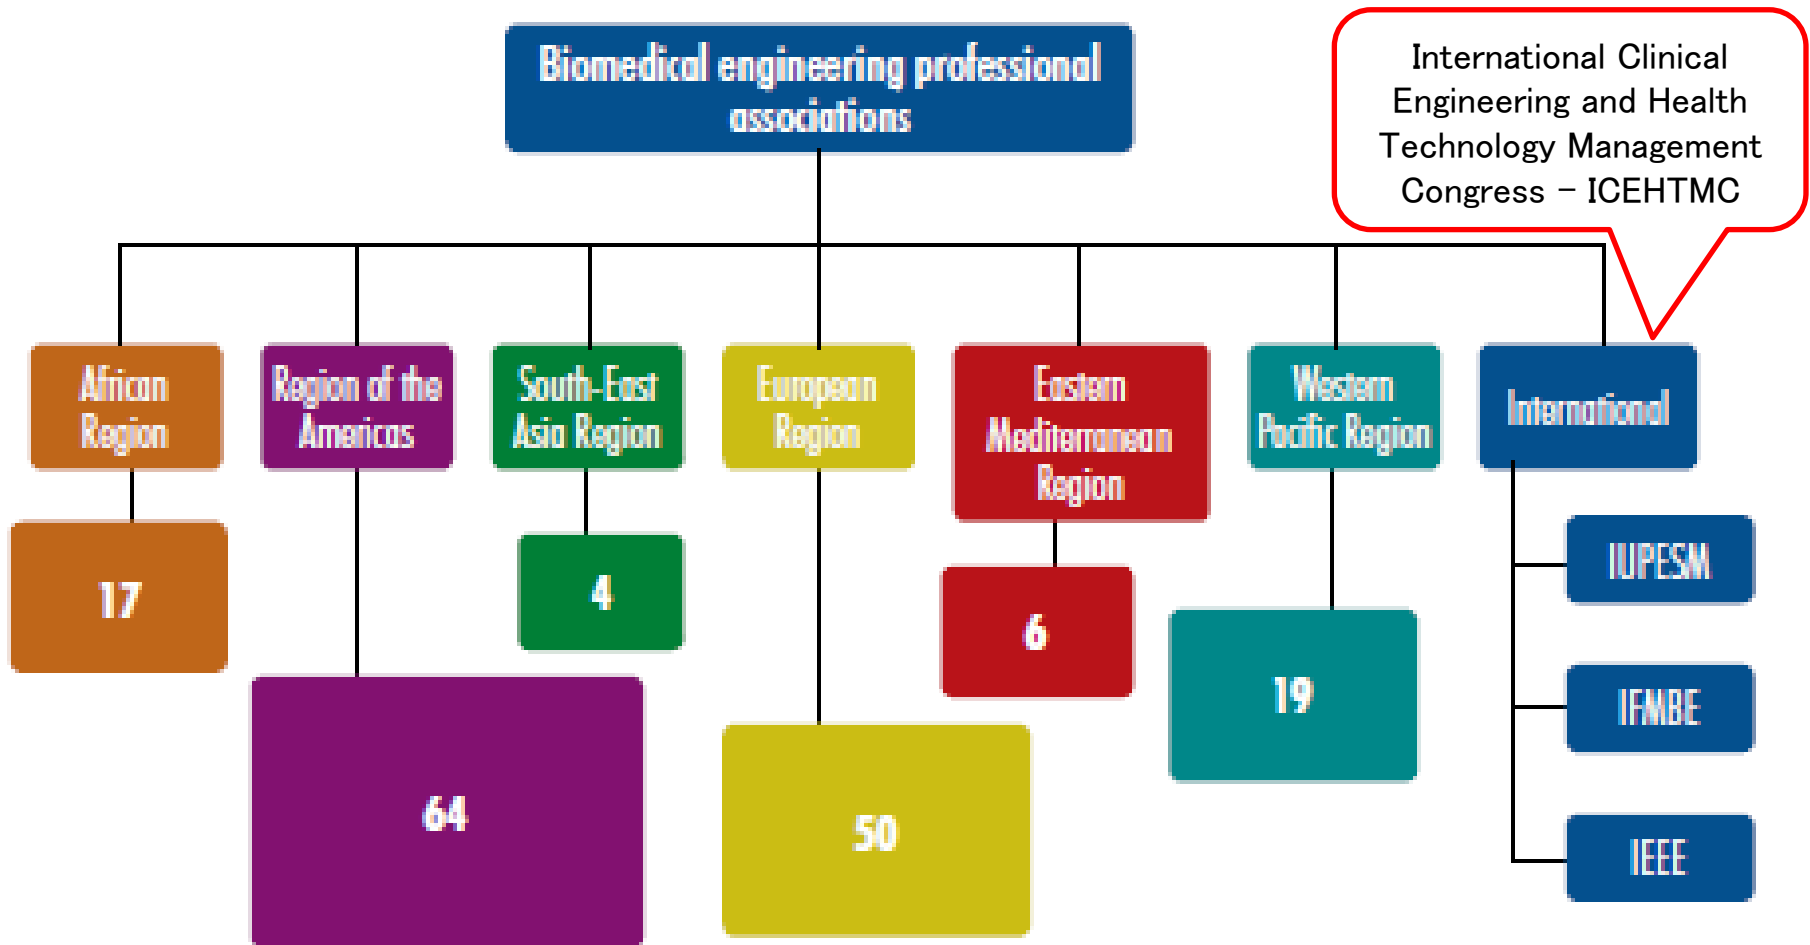 Biomedical engineering professional
associations
International Clinical
Engineering and Health
Technology Management
Congress - ICEHTMC
African
Region
Region of the
Americas
South-East
Asia Region
European
Region
Eastern
Mediterranean
Region
Western
Pacific Region
International
17
64
4
50
6
19
IUPESM
IFMBE
IEEE